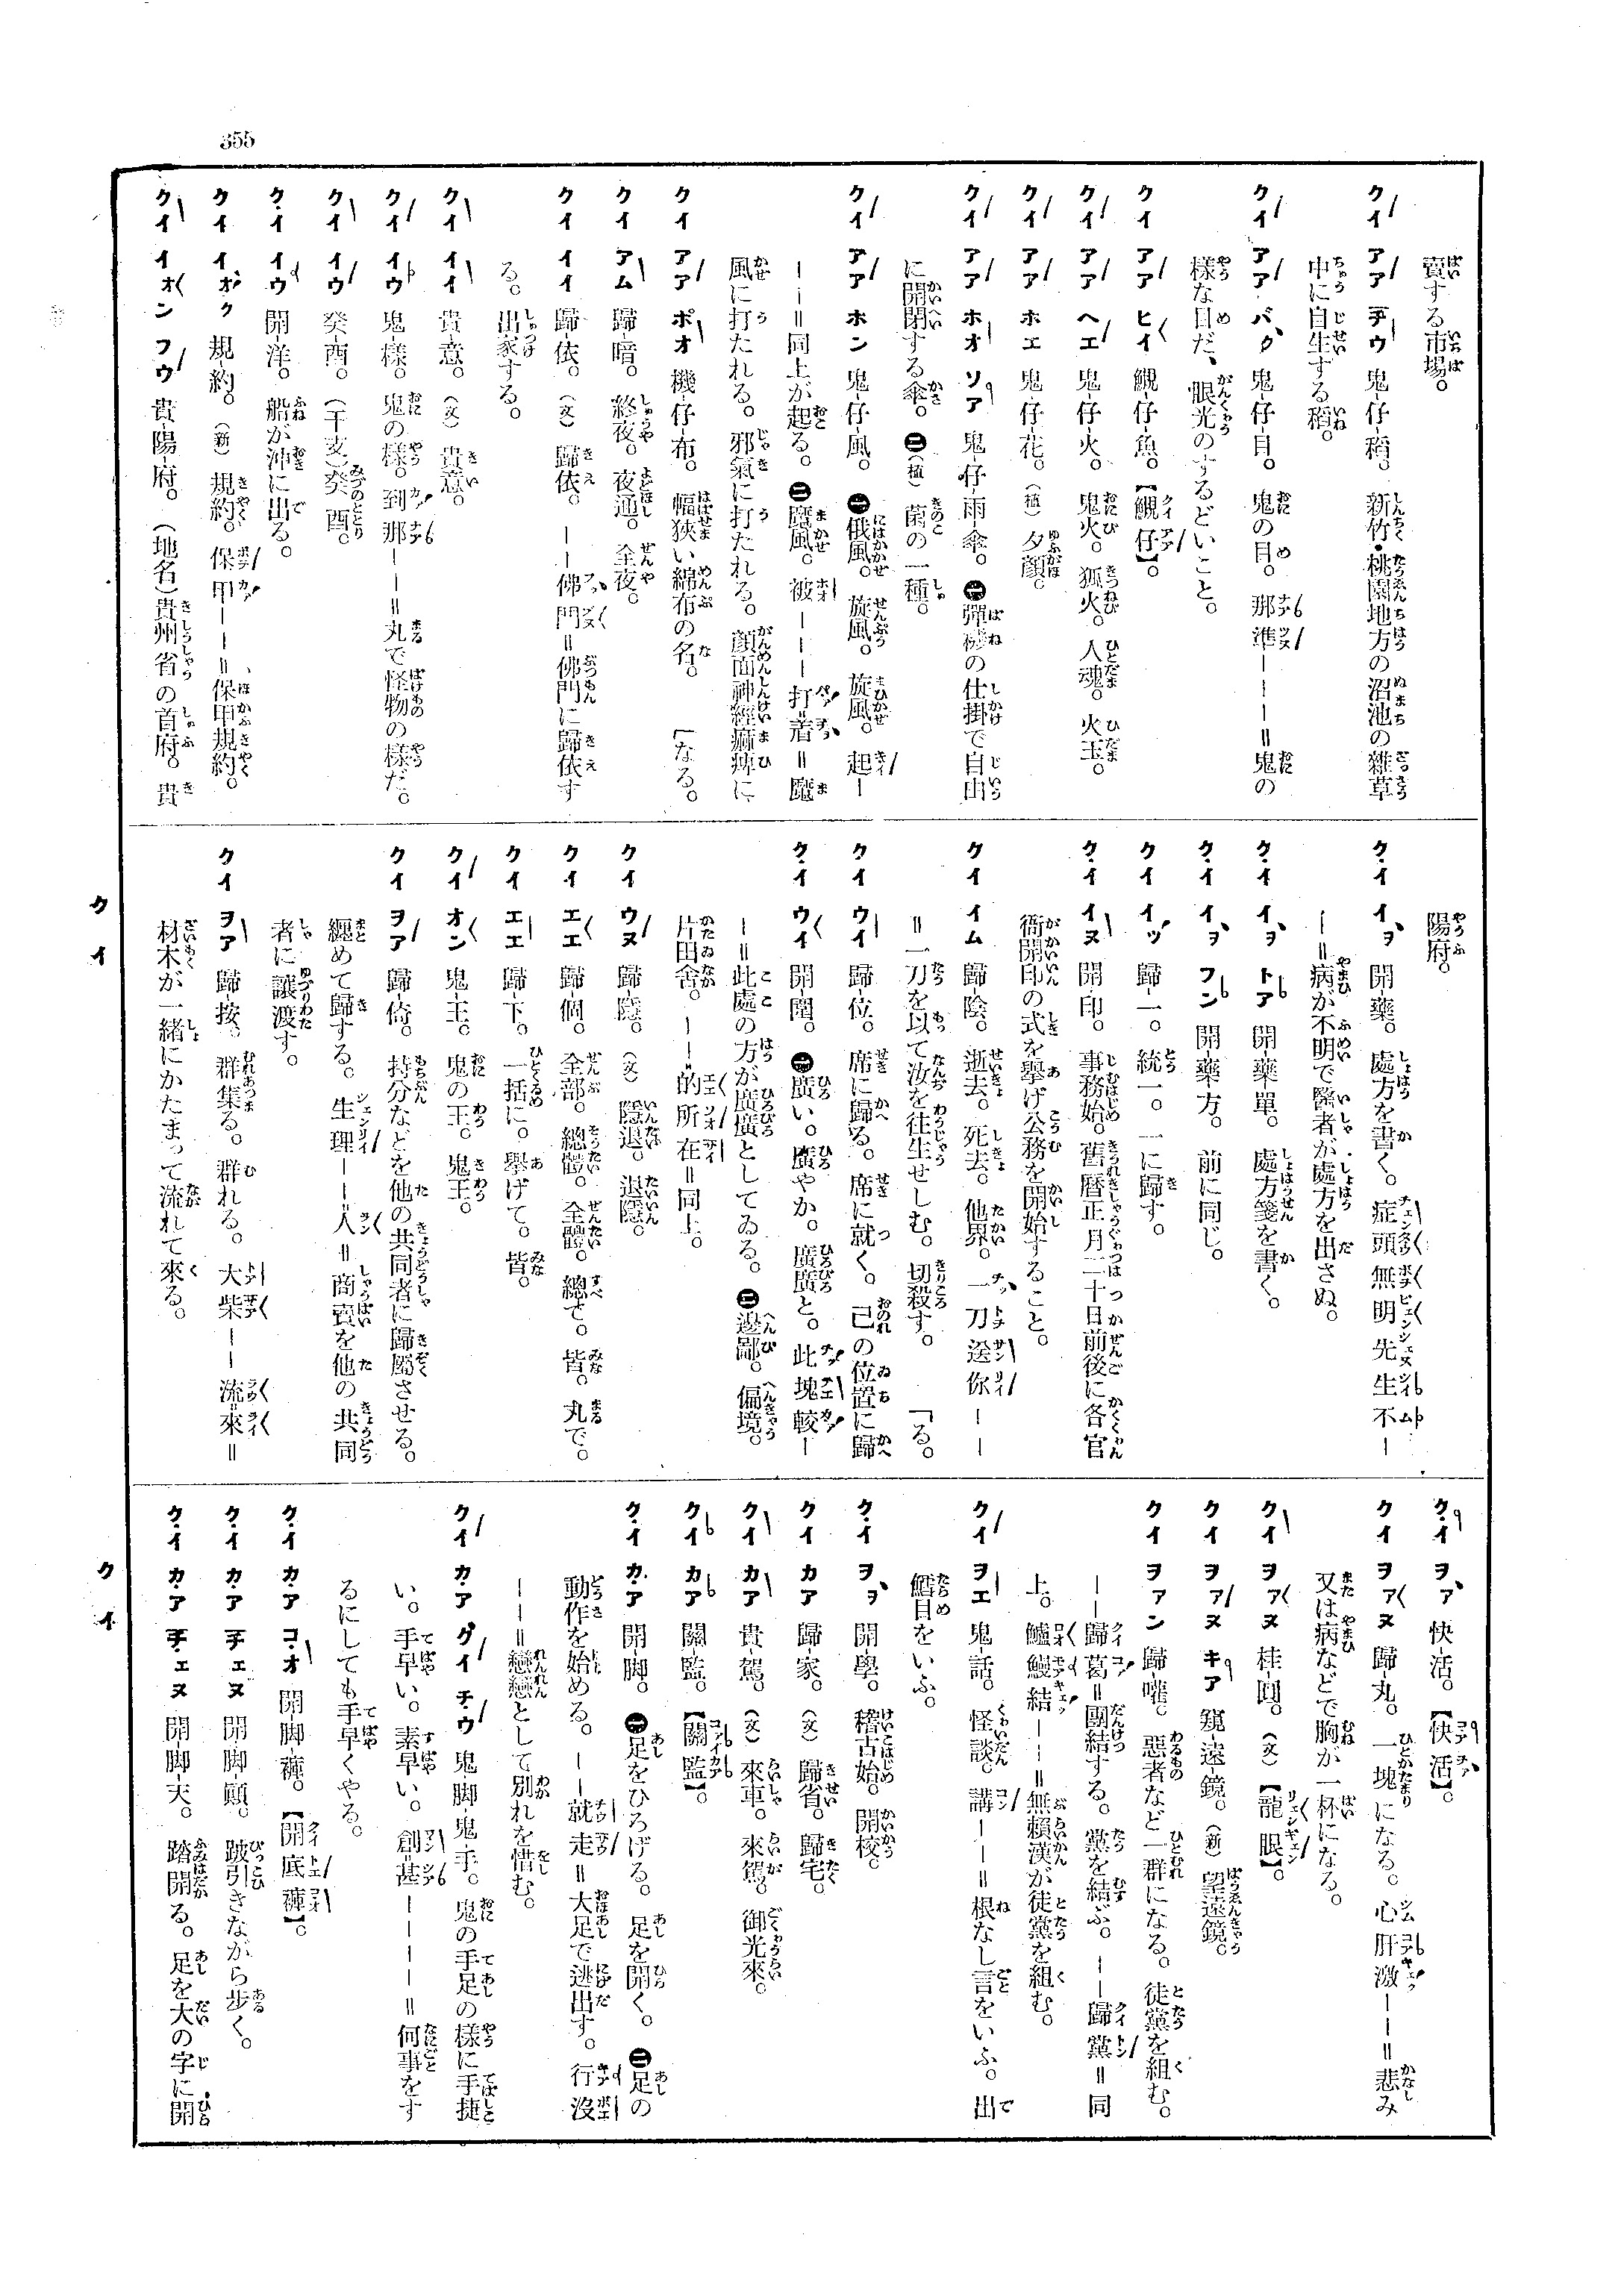 355
賣する市場。
クイ アア チウ 鬼-仔-稻。新竹・桃園地方の沼池の雜草
中に自生する稻。
クイ アア バク 鬼-仔-目。鬼の目。那準｜｜｜＝鬼の
樣な目だ、眼光のするどいこと。
クイ アア ヒイ 鯢-仔-魚。【鯢仔】。
クイ アア ヘエ 鬼-仔-火。鬼火。狐火。人魂。火玉。
クイ アア ホエ 鬼-仔-花。（植）夕顏。
クイ アア ホオ ソア 鬼-仔-雨-傘。㊀彈機の仕掛で自由
に開閉する傘。㊁（植）菌の一種。
クイ アア ホン 鬼-仔-風。㊀俄風。旋風。旋風。起｜
｜｜＝同上が起る。㊁魔風。被｜｜｜打＝着＝魔
風に打たれる。邪氣に打たれる。顏面神經痲痺に
クイ アア ポオ 機-仔-布。幅狹い綿布の名。 ［なる。
クイ アム 歸-暗。終夜。夜通。全夜。
クイ イイ 歸-依。（文）歸依。｜｜佛門＝佛門に歸依す
る。出家する。
クイ イイ 貴-意。（文）貴意。
クイ イウ 鬼-樣。鬼の樣。到那｜｜＝丸で怪物の樣だ。
クイ イウ 癸-酉。（干支）癸酉。
クイ イウ 開-洋。船が沖に出る。
クイ イオク 規-約。（新）規約。保甲｜｜＝保甲規約。
クイ イオン フウ 貴-陽-府。（地名）貴州省の首府。貴
陽府。
クイ イヲ 開-藥。處方を書く。症頭無明先生不｜
｜＝病が不明で醫者が處方を出さぬ。
クイ イヲ トア 開-藥-單。處方箋を書く。
クイ イヲ フン 開-藥-方。前に同じ。
クイ イッ 歸-一。統一。一に歸す。
クイ イヌ 開-印。事務始。舊曆正月二十日前後に各官
衙開印の式を擧げ公務を開始すること。
クイ イム 歸-陰。逝去。死去。他界。一刀送你｜｜
＝一刀を以て汝を往生せしむ。切殺す。 ［る。
クイ ウイ 歸-位。席に歸る。席に就く。己の位置に歸
クイ ウイ 開-闊。㊀廣い。廣やか。廣廣と。此塊較｜
｜＝此處の方が廣廣としてゐる。㊁邊鄙。偏境。
片田舍。｜｜的所在＝同上。
クイ ウヌ 歸-隱。（文）隱退。退隱。
クイ エエ 歸-個。全部。總體。全體。總で。皆。丸で。
クイ エエ 歸-下。一括に。擧げて。皆。
クイ オン 鬼-王。鬼の王。鬼王。
クイ ヲア 歸-倚。持分などを他の共同者に歸屬させる。
纒めて歸する。生理｜｜人＝商賣を他の共同
者に讓渡す。
クイ ヲア 歸-按。群集る。群れる。大柴｜｜流＝來＝
材木が一緒にかたまって流れて來る。
クイ ヲア 快-活。【快活】。
クイ ヲアヌ 歸-丸。一塊になる。心肝激｜｜＝悲み
又は病などで胸が一杯になる。
クイ ヲアヌ 桂-圓。（文）【龍眼】。
クイ ヲアヌ キア 窺-遠-鏡。（新）望遠鏡。
クイ ヲアン 歸-嚾。惡者など一群になる。徒黨を組む。
｜｜歸葛＝團結する。黨を結ぶ。｜｜歸黨＝同
上。鱸鰻結｜｜＝無賴漢が徒黨を組む。
クイ ヲエ 鬼-話。怪談。講｜｜＝根なし言をいふ。出
鱈目をいふ。
クイ ヲヲ 開-學。稽古始。開校。
クイ カア 歸-家。（文）歸省。歸宅。
クイ カア 貴-駕。（文）來車。來駕。御光來。
クイ カア 關-監。【關監】。
クイ カア 開-脚。㊀足をひろげる。足を開く。㊁足の
動作を始める。｜｜就走＝大足で逃出す。行沒
｜｜＝戀戀として別れを惜む。
クイ カア クイ チウ 鬼-脚-鬼-手。鬼の手足の樣に手捷
い。手早い。素早い。創甚｜｜｜｜＝何事をす
るにしても手早くやる。
クイ カア コオ 開-脚-褲。【開底褲】。
クイ カア チェヌ 開-脚-顚。跛引きながら步く。
クイ カア チェヌ 開-脚-天。踏開る。足を大の字に開
クイ
クイ